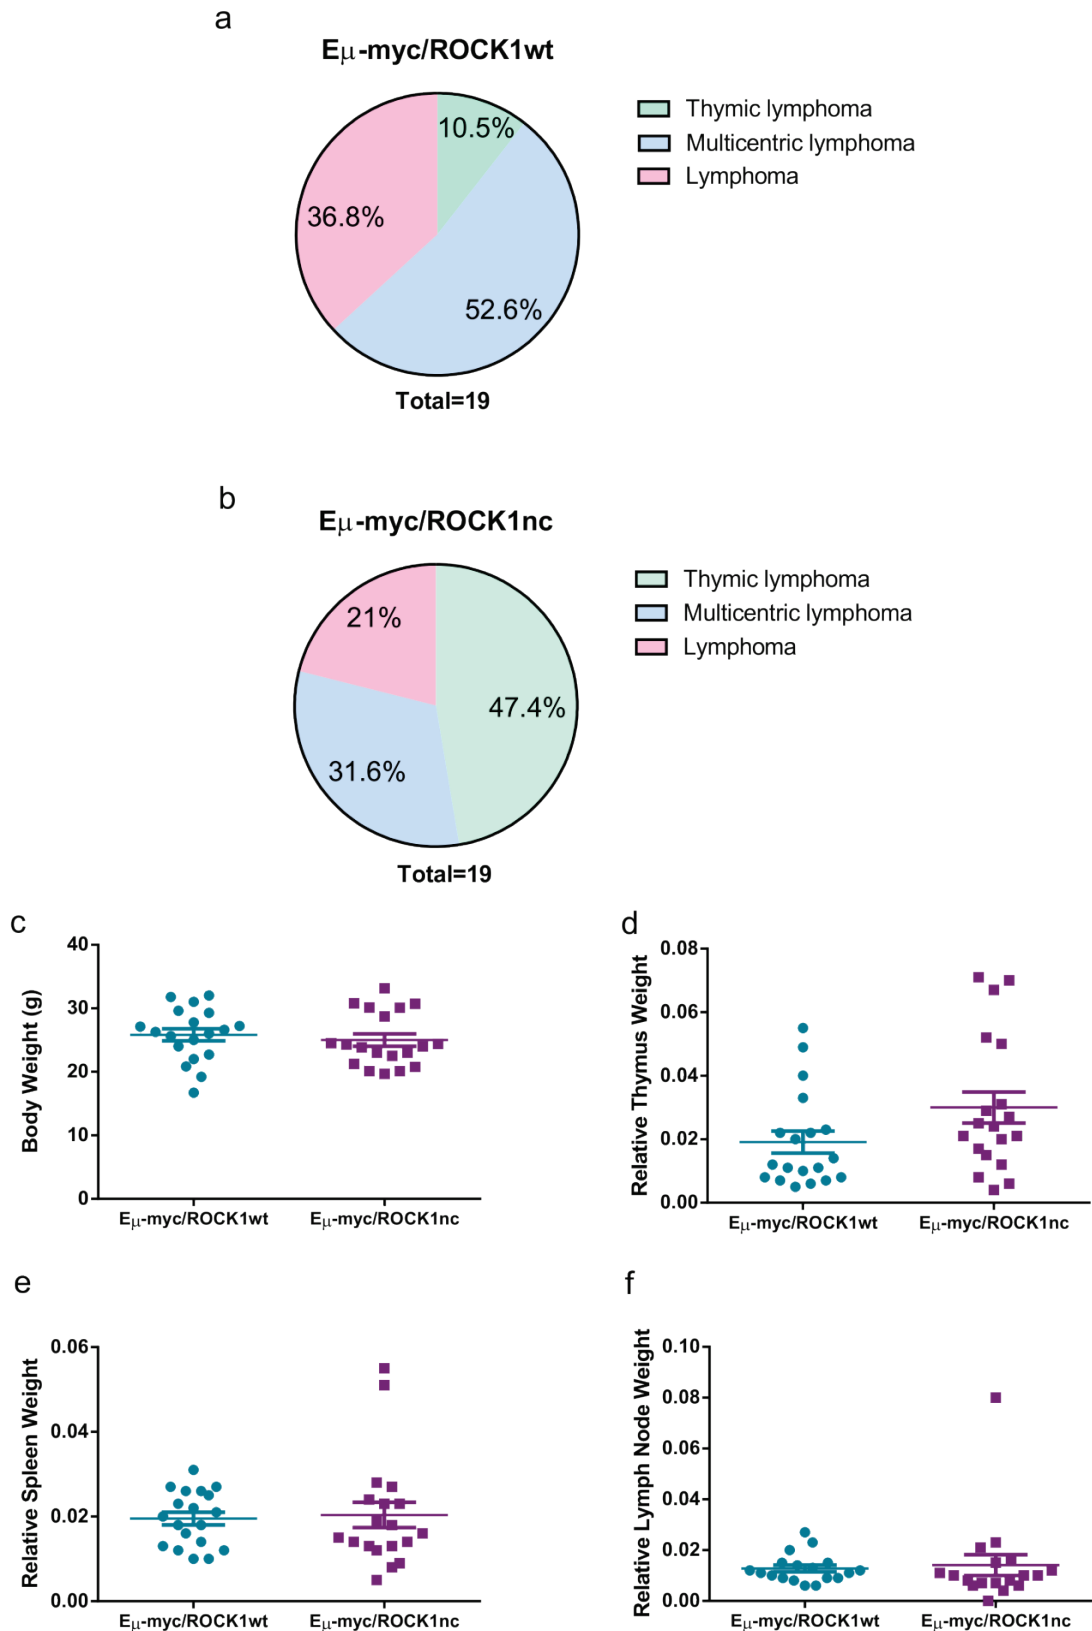 a
Eμ-myc/ROCK1wt
10.5%
36.8%
52.6%
Total=19
Thymic lymphoma
Multicentric lymphoma
Lymphoma
b
Eμ-myc/ROCK1nc
21%
47.4%
31.6%
Total=19
Thymic lymphoma
Multicentric lymphoma
Lymphoma
c
Body Weight (g)
40
30
20
10
0
Eμ-myc/ROCK1wt
Eμ-myc/ROCK1nc
d
Relative Thymus Weight
0.08
0.06
0.04
0.02
0.00
Eμ-myc/ROCK1wt
Eμ-myc/ROCK1nc
e
Relative Spleen Weight
0.06
0.04
0.02
0.00
Eμ-myc/ROCK1wt
Eμ-myc/ROCK1nc
f
Relative Lymph Node Weight
0.10
0.08
0.06
0.04
0.02
0.00
Eμ-myc/ROCK1wt
Eμ-myc/ROCK1nc